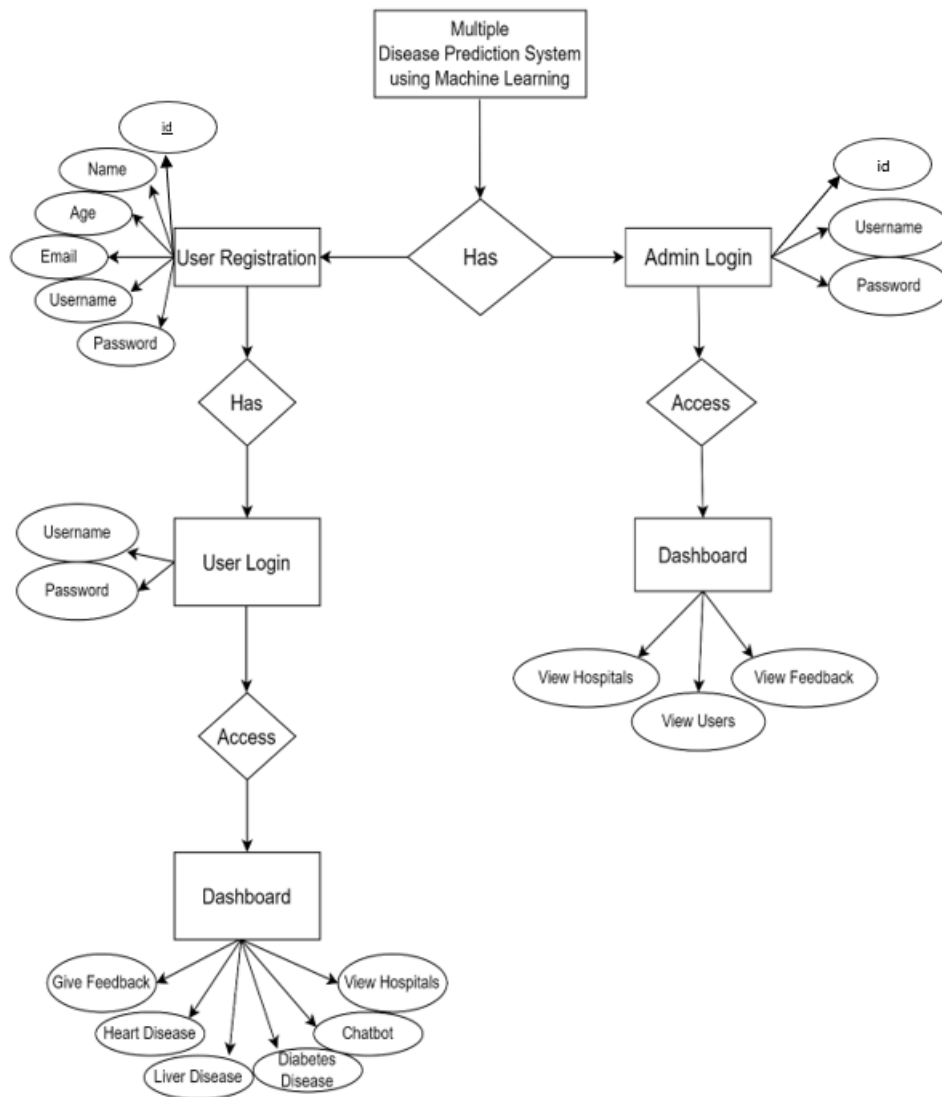 Multiple
Disease Prediction System
using Machine Learning
id
Name
Age
Email
Username
Password
User Registration
Has
Admin Login
id
Username
Password
Has
Access
Username
Password
User Login
Dashboard
View Hospitals
View Users
View Feedback
Access
Dashboard
Give Feedback
Heart Disease
Liver Disease
Diabetes
Disease
Chatbot
View Hospitals